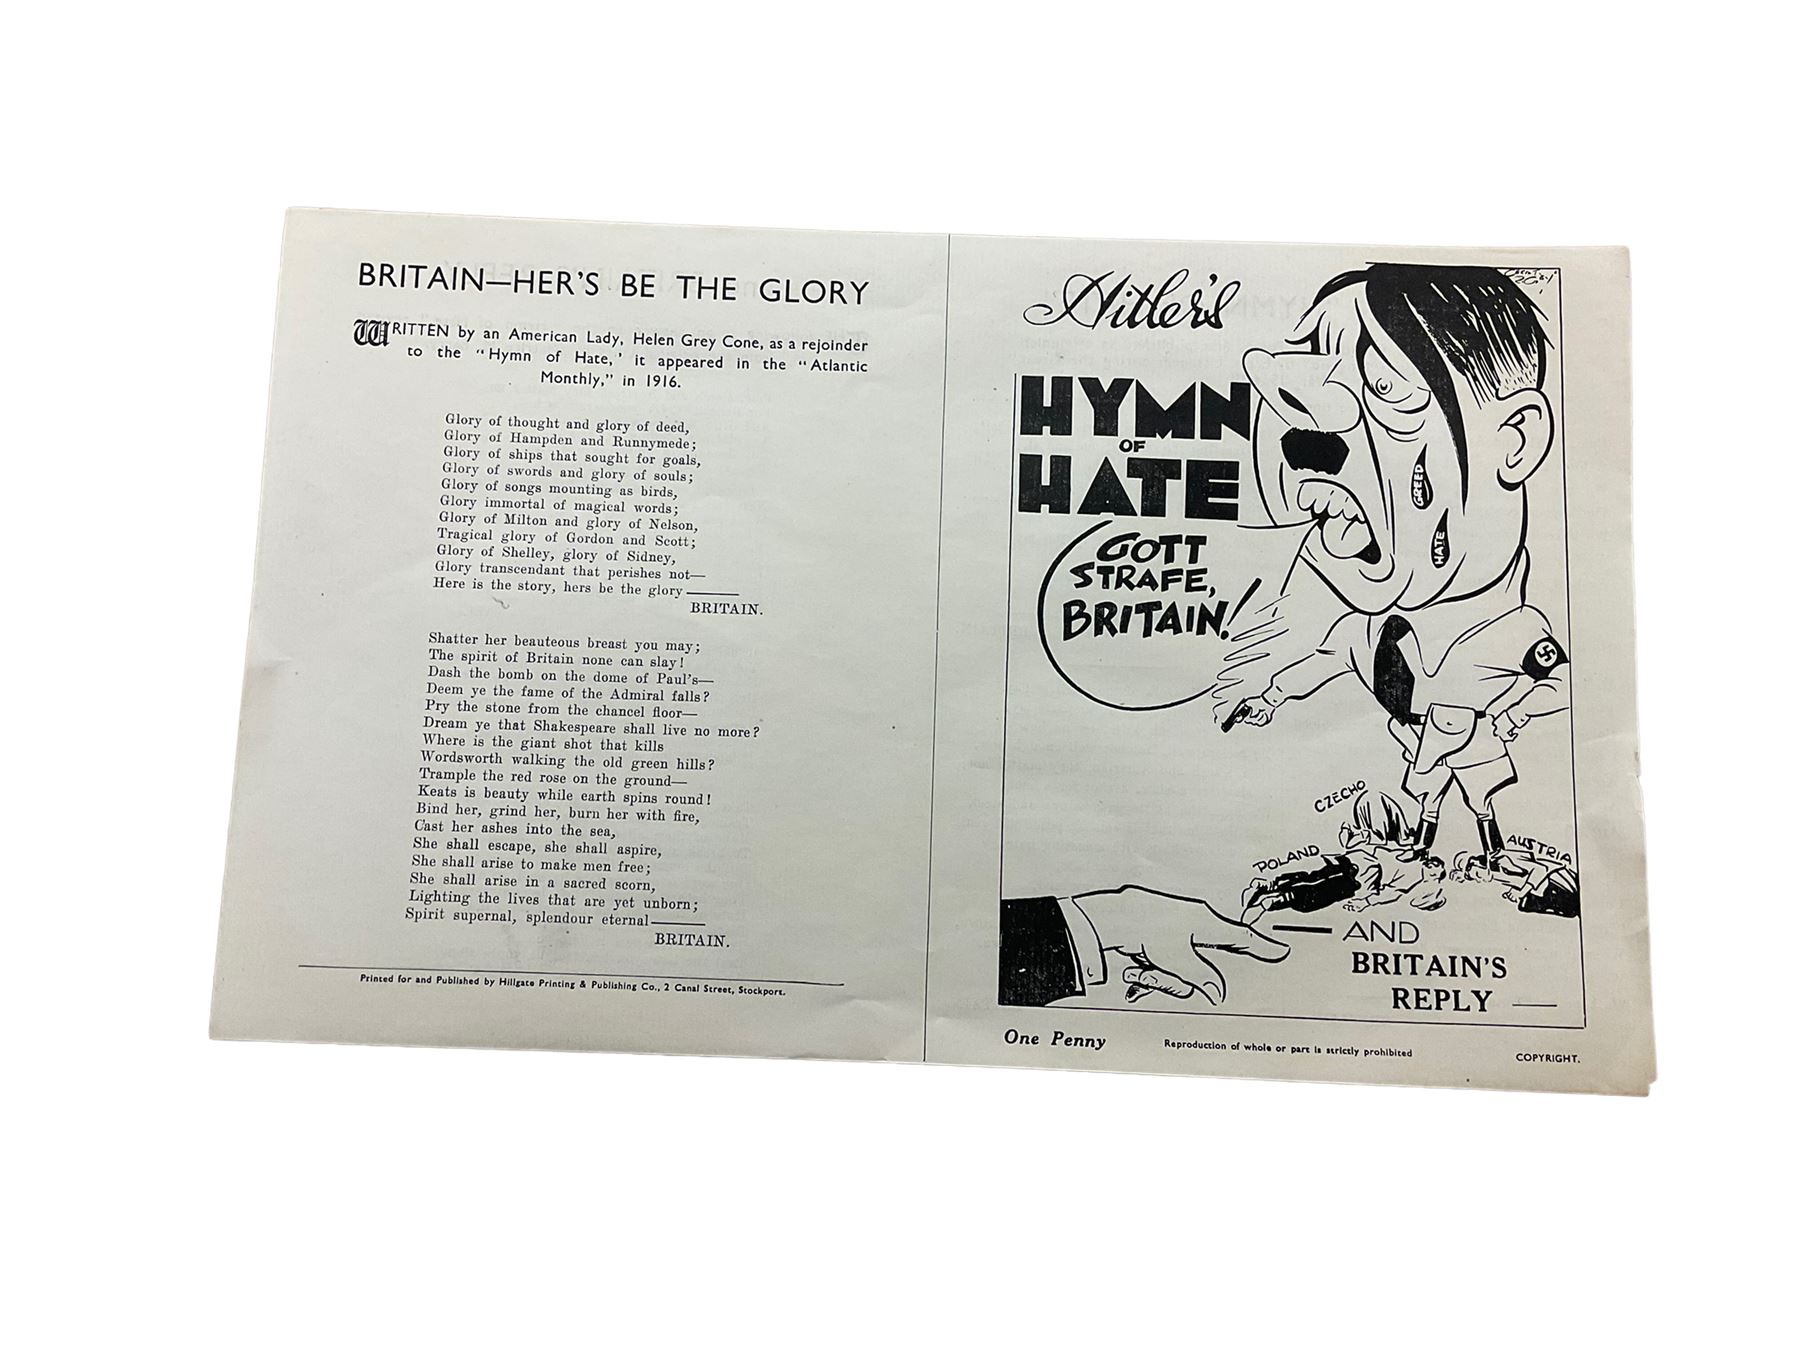 BRITAIN—HER'S BE THE GLORY
WRITTEN by an American Lady, Helen Grey Cone, as a rejoinder
to the "Hymn of Hate,' it appeared in the "Atlantic
Monthly," in 1916.
Glory of thought and glory of deed,
Glory of Hampden and Runnymede;
Glory of ships that sought for goals,
Glory of swords and glory of souls;
Glory of songs mounting as birds,
Glory immortal of magical words;
Glory of Milton and glory of Nelson,
Tragical glory of Gordon and Scott;
Glory of Shelley, glory of Sidney,
Glory transcendant that perishes not—
Here is the story, hers be the glory———
BRITAIN.
Shatter her beauteous breast you may;
The spirit of Britain none can slay!
Dash the bomb on the dome of Paul's—
Deem ye the fame of the Admiral falls?
Pry the stone from the chancel floor—
Dream ye that Shakespeare shall live no more?
Where is the giant shot that kills
Wordsworth walking the old green hills?
Trample the red rose on the ground—
Keats is beauty while earth spins round!
Bind her, grind her, burn her with fire,
Cast her ashes into the sea,
She shall escape, she shall aspire,
She shall arise to make men free;
She shall arise in a sacred scorn,
Lighting the lives that are yet unborn;
Spirit supernal, splendour eternal———
BRITAIN.
Printed for and Published by Hillgate Printing & Publishing Co., 2 Canal Street, Stockport.
Hitler's
HYMN
OF
HATE
GOTT
STRAFE,
BRITAIN!
GREED
HATE
CZECHO
POLAND
AUSTRIA
— AND
BRITAIN'S
REPLY —
One Penny
Reproduction of whole or part is strictly prohibited
COPYRIGHT.